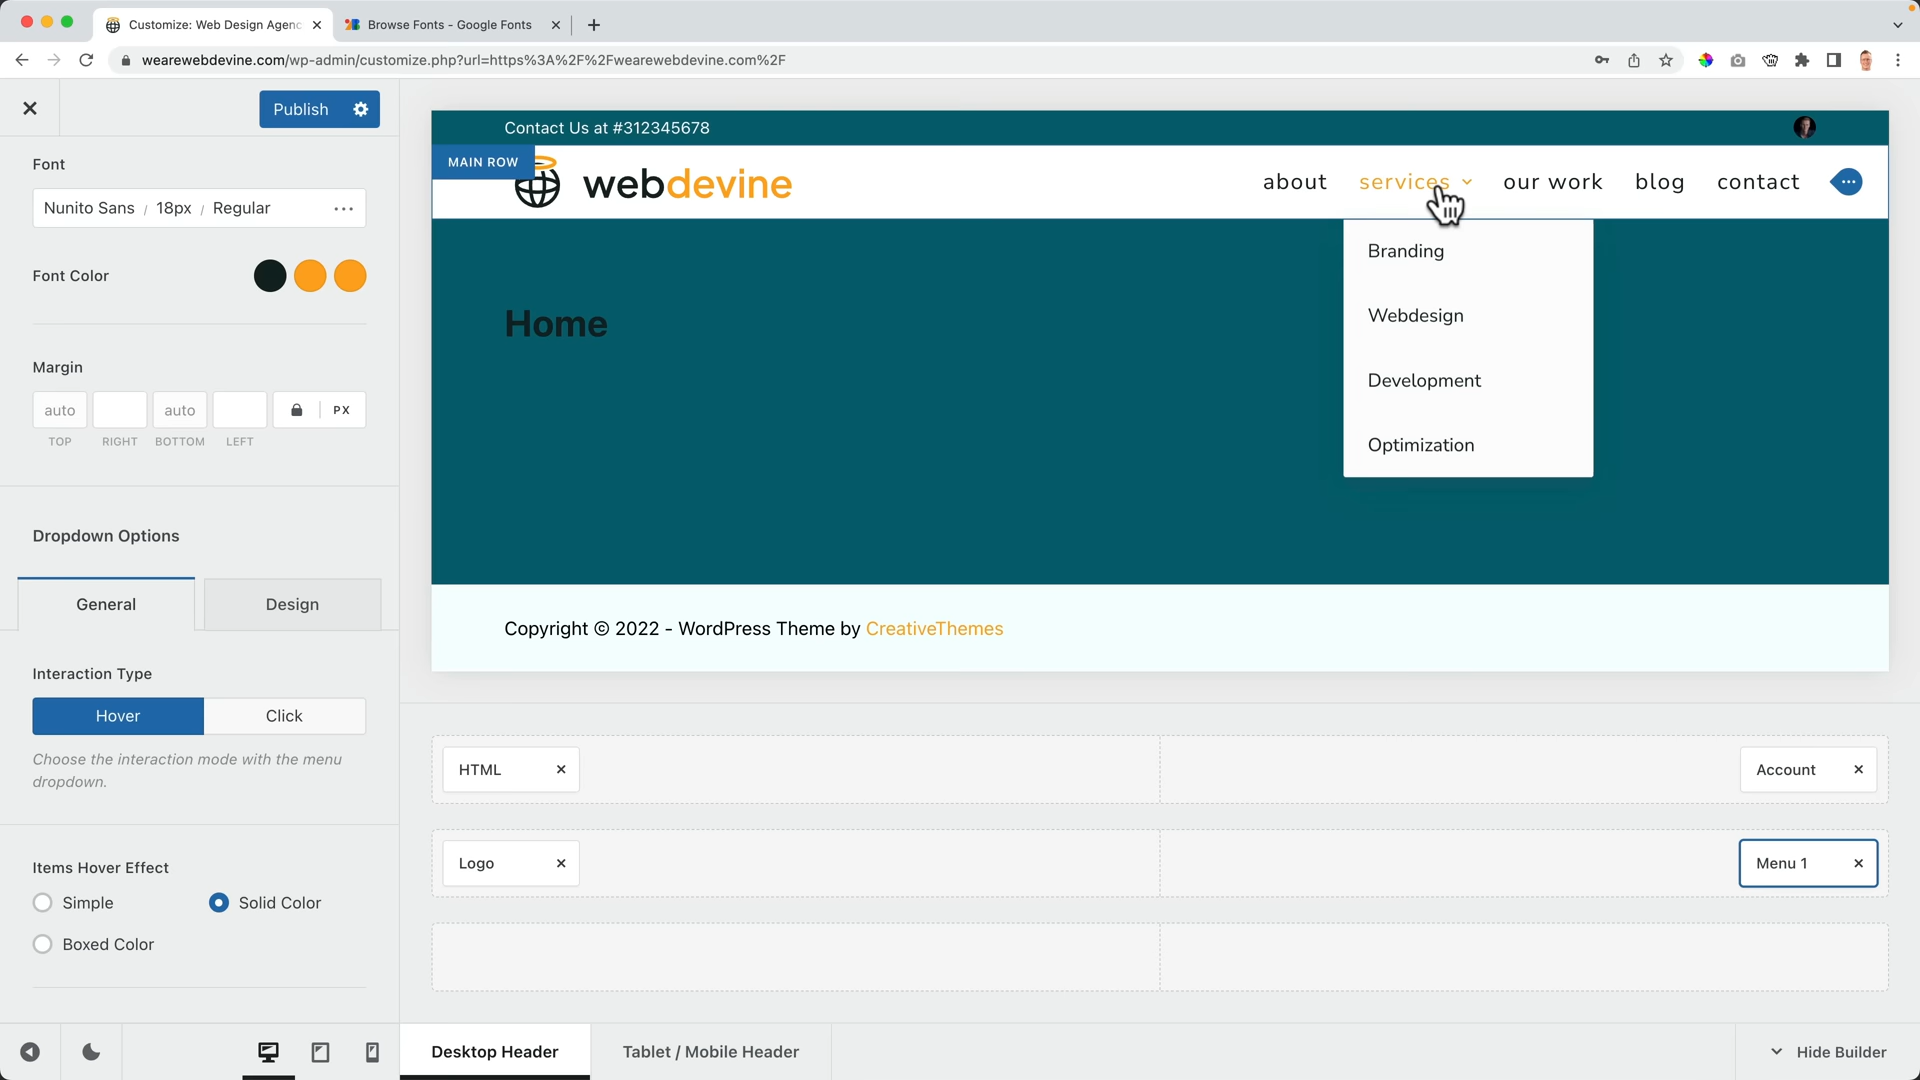 Customize: Web Design Agenc
Browse Fonts - Google Fonts
wearewebdevine.com/wp-admin/customize.php?url=https%3A%2F%2Fwearewebdevine.com%2F
Publish
Font
Nunito Sans / 18px / Regular
Font Color
Margin
auto
auto
PX
TOP RIGHT BOTTOM LEFT
Dropdown Options
General
Design
Interaction Type
Hover
Click
Choose the interaction mode with the menu
dropdown.
Items Hover Effect
Simple
Solid Color
Boxed Color
Contact Us at #312345678
MAIN ROW
webdevine
about
services
our work
blog
contact
Branding
Webdesign
Development
Optimization
Home
Copyright © 2022 - WordPress Theme by CreativeThemes
HTML
Account
Logo
Menu 1
Desktop Header
Tablet / Mobile Header
Hide Builder